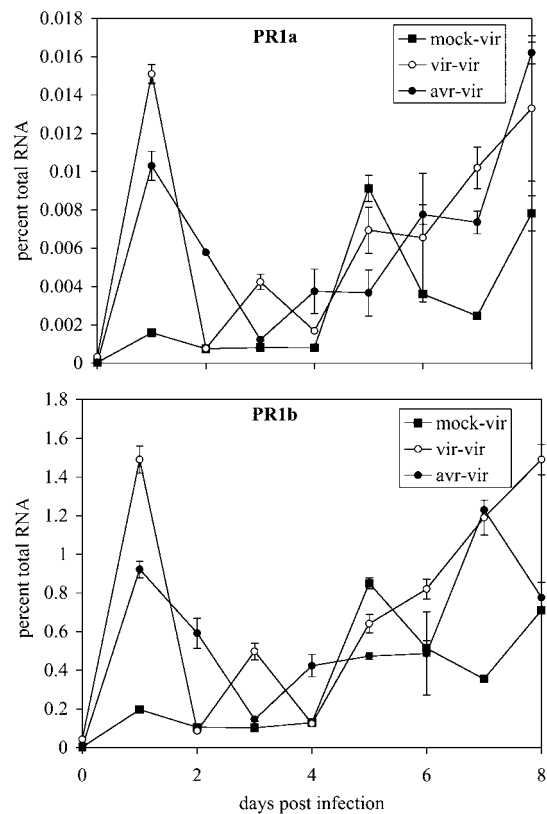 PR1a
mock-vir
vir-vir
avr-vir
percent total RNA
0.018
0.016
0.014
0.012
0.01
0.008
0.006
0.004
0.002
0
PR1b
mock-vir
vir-vir
avr-vir
percent total RNA
1.8
1.6
1.4
1.2
1
0.8
0.6
0.4
0.2
0
0 2 4 6 8
days post infection